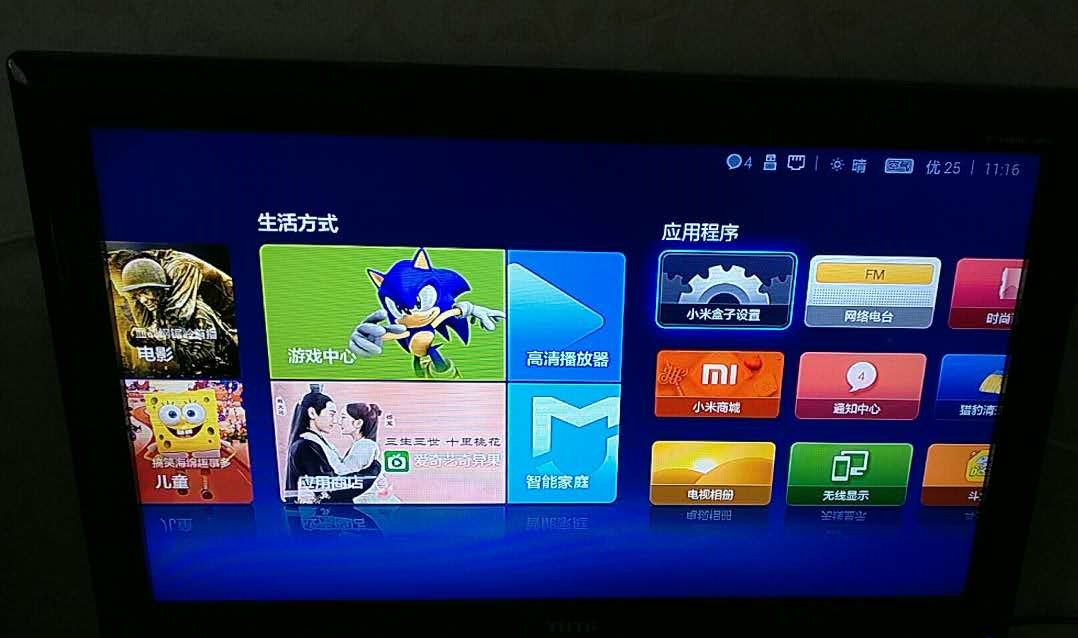 4 晴 优 25 11:16
生活方式
应用程序
电影
搞笑海绵趣事多
儿童
游戏中心
高清播放器
三生三世 十里桃花
爱奇艺奇异果
应用商店
智能家庭
小米盒子设置
FM
网络电台
时尚
mi
小米商城
4
通知中心
猎豹清
电视相册
无线显示
斗